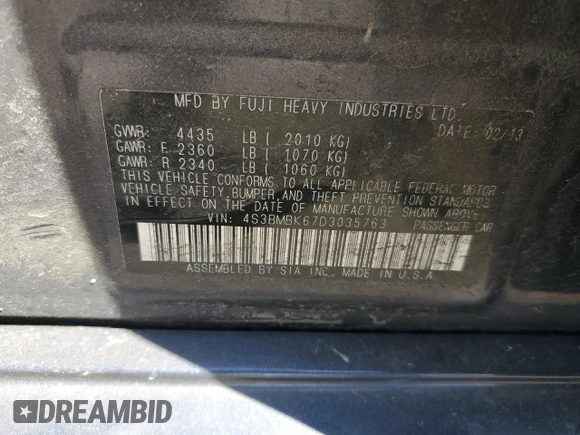 MFD BY FUJI HEAVY INDUSTRIES LTD.
DATE: 02/13
GVWR: 4435 LB ( 2010 KG)
GAWR: F 2360 LB ( 1070 KG)
GAWR: R 2340 LB ( 1060 KG)
THIS VEHICLE CONFORMS TO ALL APPLICABLE FEDERAL MOTOR
VEHICLE SAFETY, BUMPER, AND THEFT PREVENTION STANDARDS
IN EFFECT ON THE DATE OF MANUFACTURE SHOWN ABOVE.
VIN: 4S3BMBK67D3035763 PASSENGER CAR
ASSEMBLED BY SIA INC. MADE IN U.S.A
DREAMBID